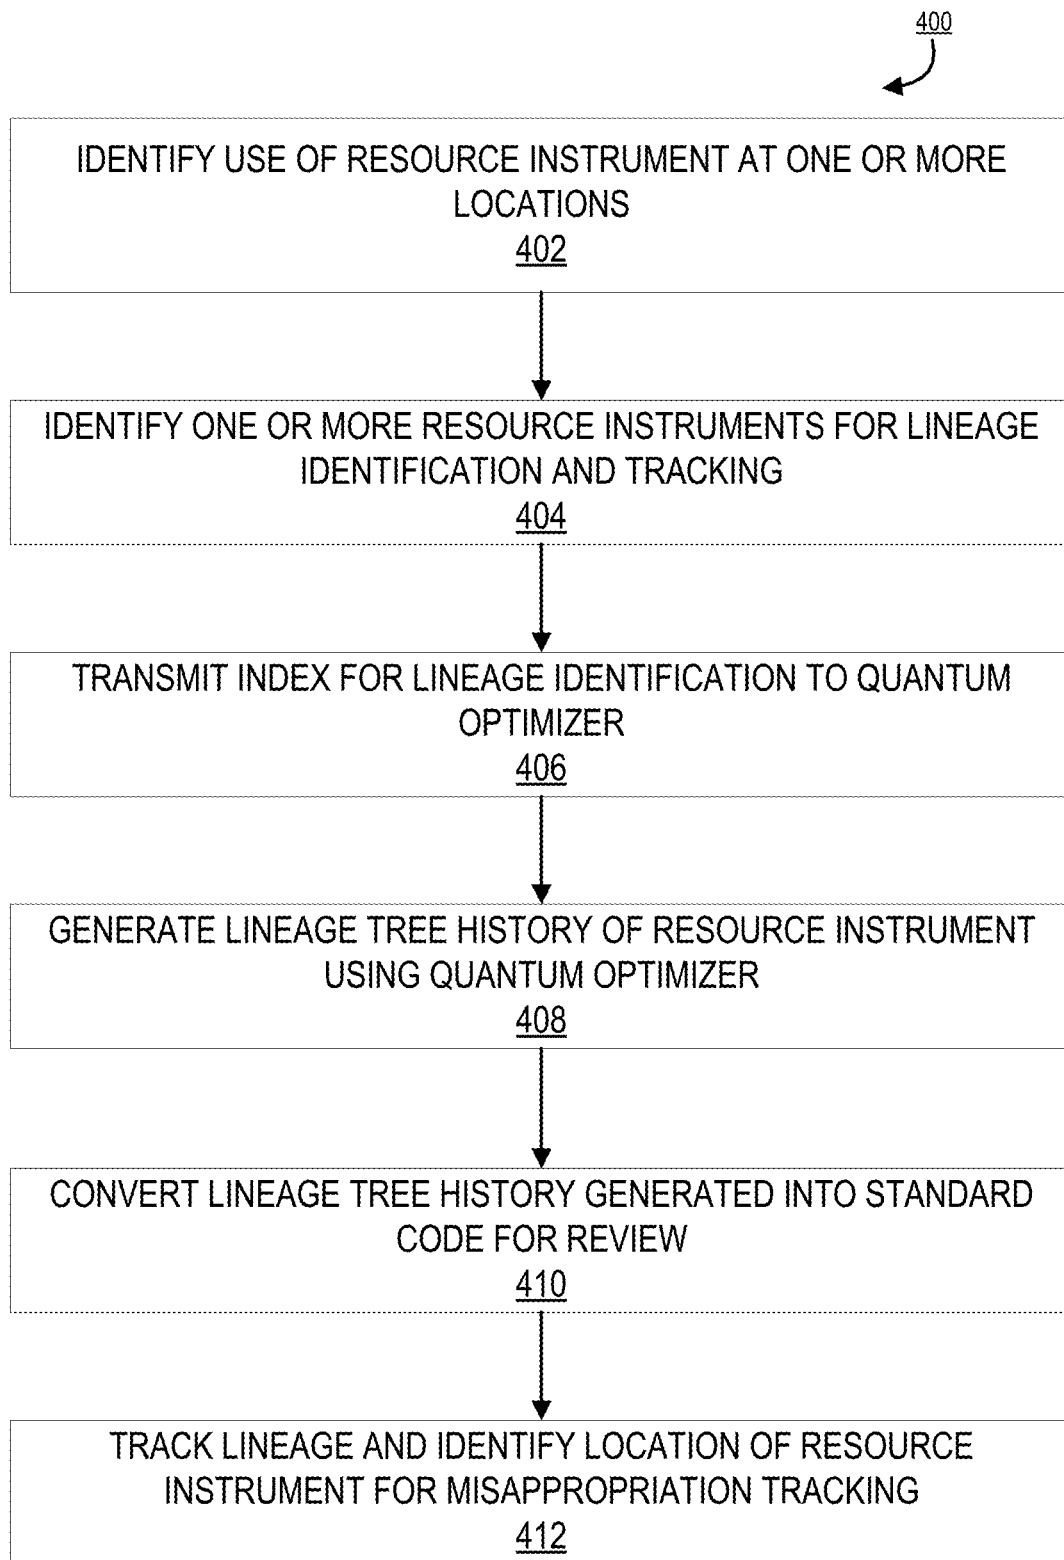 400
IDENTIFY USE OF RESOURCE INSTRUMENT AT ONE OR MORE
LOCATIONS
402
IDENTIFY ONE OR MORE RESOURCE INSTRUMENTS FOR LINEAGE
IDENTIFICATION AND TRACKING
404
TRANSMIT INDEX FOR LINEAGE IDENTIFICATION TO QUANTUM
OPTIMIZER
406
GENERATE LINEAGE TREE HISTORY OF RESOURCE INSTRUMENT
USING QUANTUM OPTIMIZER
408
CONVERT LINEAGE TREE HISTORY GENERATED INTO STANDARD
CODE FOR REVIEW
410
TRACK LINEAGE AND IDENTIFY LOCATION OF RESOURCE
INSTRUMENT FOR MISAPPROPRIATION TRACKING
412